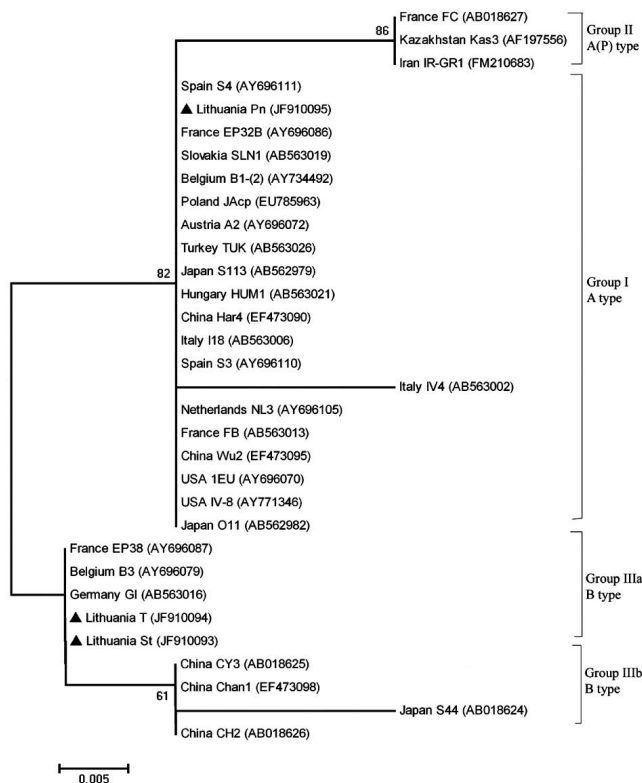 86
France FC (AB018627)
Kazakhstan Kas3 (AF197556)
Iran IR-GR1 (FM210683)
Group II
A(P) type
Spain S4 (AY696111)
▲ Lithuania Pn (JF910095)
France EP32B (AY696086)
Slovakia SLN1 (AB563019)
Belgium B1-(2) (AY734492)
Poland JAcp (EU785963)
Austria A2 (AY696072)
Turkey TUK (AB563026)
82
Japan S113 (AB562979)
Hungary HUM1 (AB563021)
China Har4 (EF473090)
Italy I18 (AB563006)
Spain S3 (AY696110)
Italy IV4 (AB563002)
Netherlands NL3 (AY696105)
France FB (AB563013)
China Wu2 (EF473095)
USA 1EU (AY696070)
USA IV-8 (AY771346)
Japan O11 (AB562982)
Group I
A type
France EP38 (AY696087)
Belgium B3 (AY696079)
Germany GI (AB563016)
▲ Lithuania T (JF910094)
▲ Lithuania St (JF910093)
Group IIIa
B type
China CY3 (AB018625)
61
China Chan1 (EF473098)
Japan S44 (AB018624)
China CH2 (AB018626)
Group IIIb
B type
0.005